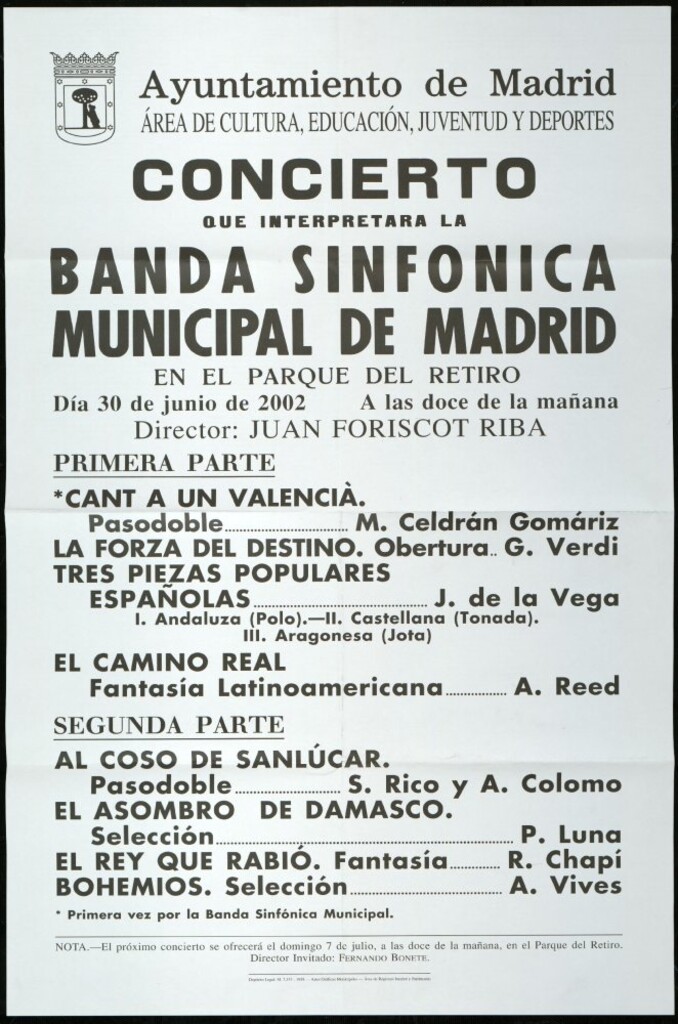 Ayuntamiento de Madrid
ÁREA DE CULTURA, EDUCACIÓN, JUVENTUD Y DEPORTES
CONCIERTO
QUE INTERPRETARA LA
BANDA SINFONICA
MUNICIPAL DE MADRID
EN EL PARQUE DEL RETIRO
Día 30 de junio de 2002 A las doce de la mañana
Director: JUAN FORISCOT RIBA
PRIMERA PARTE
*CANT A UN VALENCIÀ.
Pasodoble........................ M. Celdrán Gomáriz
LA FORZA DEL DESTINO. Obertura.. G. Verdi
TRES PIEZAS POPULARES
ESPAÑOLAS.................................. J. de la Vega
I. Andaluza (Polo).—II. Castellana (Tonada).
III. Aragonesa (Jota)
EL CAMINO REAL
Fantasía Latinoamericana............ A. Reed
SEGUNDA PARTE
AL COSO DE SANLÚCAR.
Pasodoble.................... S. Rico y A. Colomo
EL ASOMBRO DE DAMASCO.
Selección.......................................................... P. Luna
EL REY QUE RABIÓ. Fantasía.......... R. Chapí
BOHEMIOS. Selección.............................. A. Vives
* Primera vez por la Banda Sinfónica Municipal.
NOTA.—El próximo concierto se ofrecerá el domingo 7 de julio, a las doce de la mañana, en el Parque del Retiro.
Director Invitado: FERNANDO BONETE.